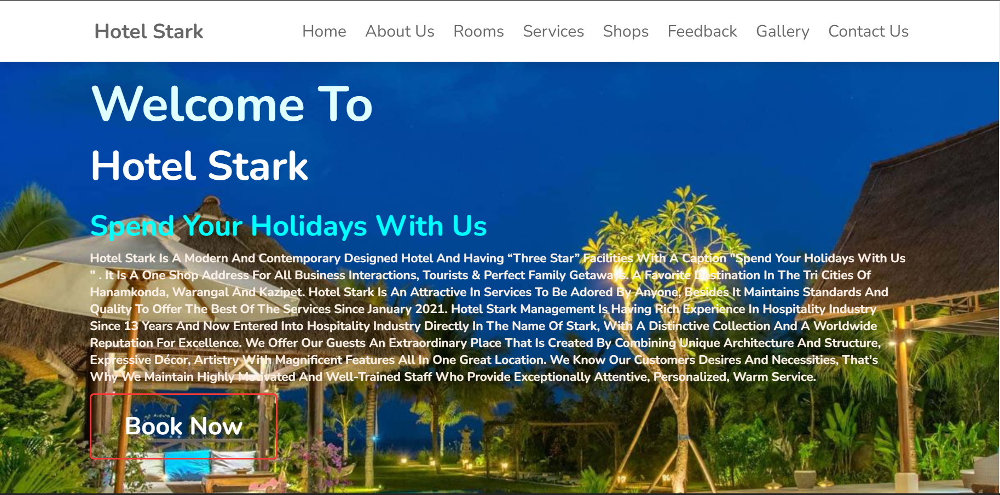 Hotel Stark
Home About Us Rooms Services Shops Feedback Gallery Contact Us
Welcome To
Hotel Stark
Spend Your Holidays With Us
Hotel Stark Is A Modern And Contemporary Designed Hotel And Having “Three Star” Facilities With A Caption "Spend Your Holidays With Us
" . It Is A One Shop Address For All Business Interactions, Tourists & Perfect Family Getaways. A Favorite Destination In The Tri Cities Of
Hanamkonda, Warangal And Kazipet. Hotel Stark Is An Attractive In Services To Be Adored By Anyone, Besides It Maintains Standards And
Quality To Offer The Best Of The Services Since January 2021. Hotel Stark Management Is Having Rich Experience In Hospitality Industry
Since 13 Years And Now Entered Into Hospitality Industry Directly In The Name Of Stark, With A Distinctive Collection And A Worldwide
Reputation For Excellence. We Offer Our Guests An Extraordinary Place That Is Created By Combining Unique Architecture And Structure,
Expressive Décor, Artistry With Magnificent Features All In One Great Location. We Know Our Customers Desires And Necessities, That's
Why We Maintain Highly Motivated And Well-Trained Staff Who Provide Exceptionally Attentive, Personalized, Warm Service.
Book Now